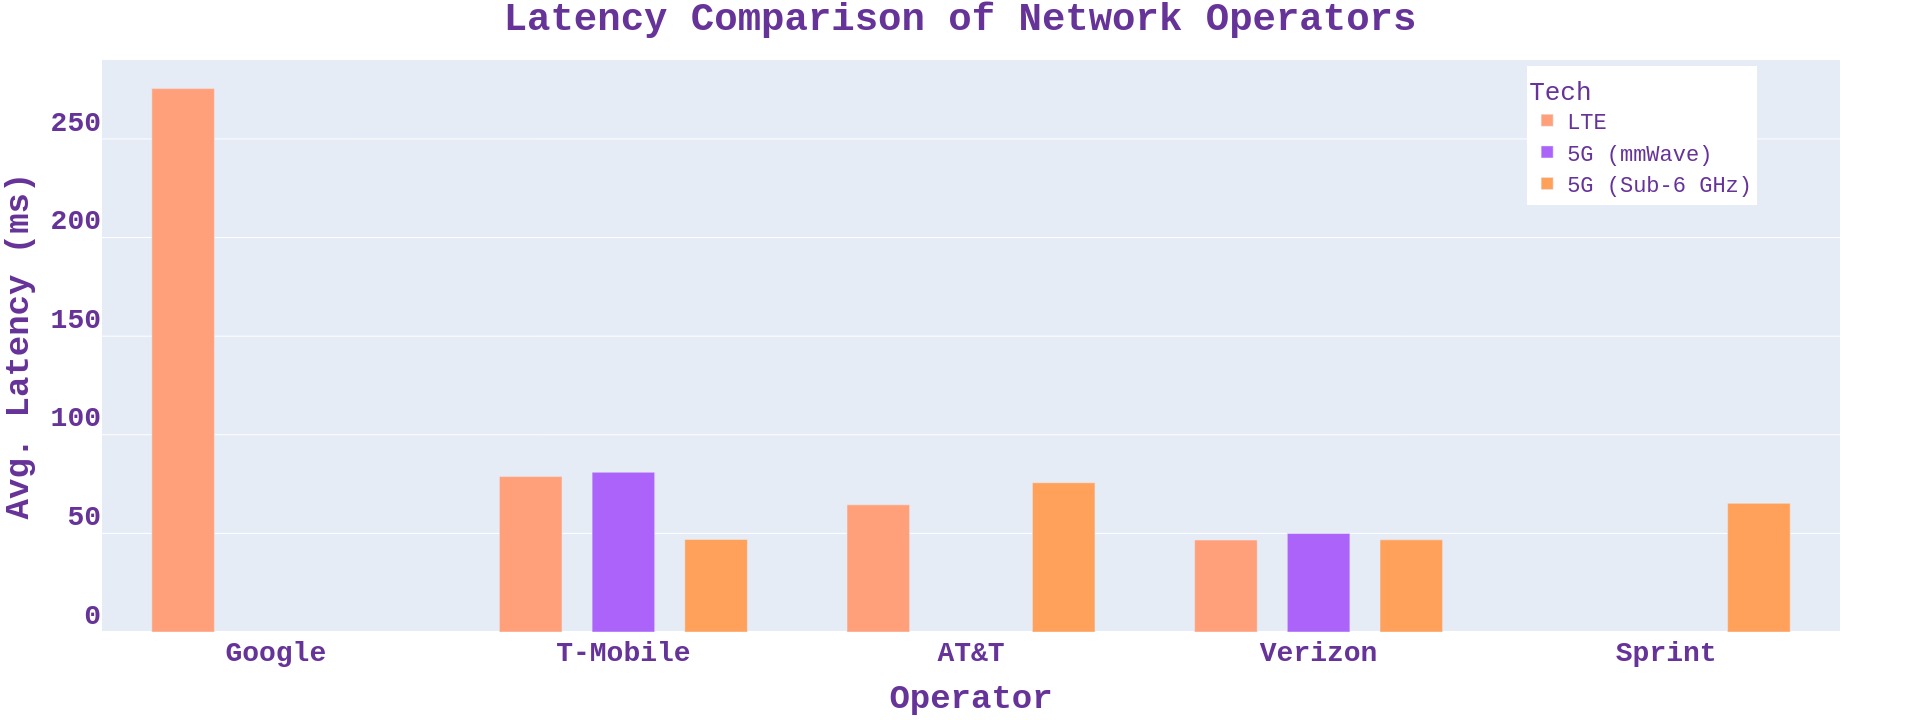 Latency Comparison of Network Operators
Tech
LTE
5G (mmWave)
5G (Sub-6 GHz)
Avg. Latency (ms)
250
200
150
100
50
0
Google T-Mobile AT&T Verizon Sprint
Operator